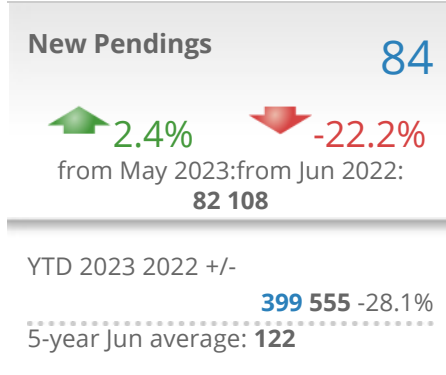 New Pendings
84
2.4% -22.2%
from May 2023:from Jun 2022:
82 108
YTD 2023 2022 +/-
399 555 -28.1%
5-year Jun average: 122